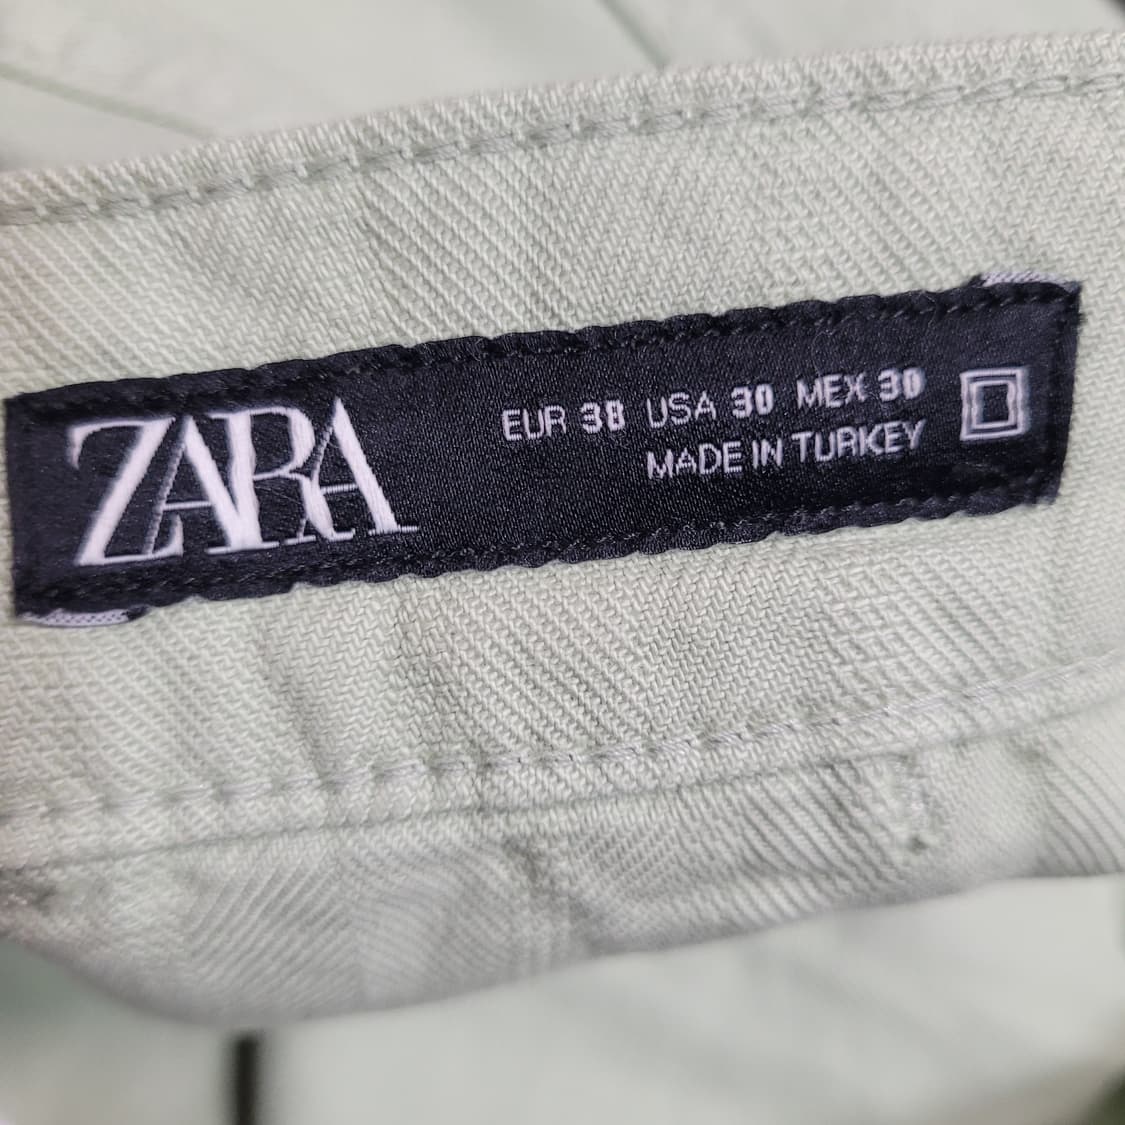 ZARA
EUR 38 USA 30 MEX 30
MADE IN TURKEY